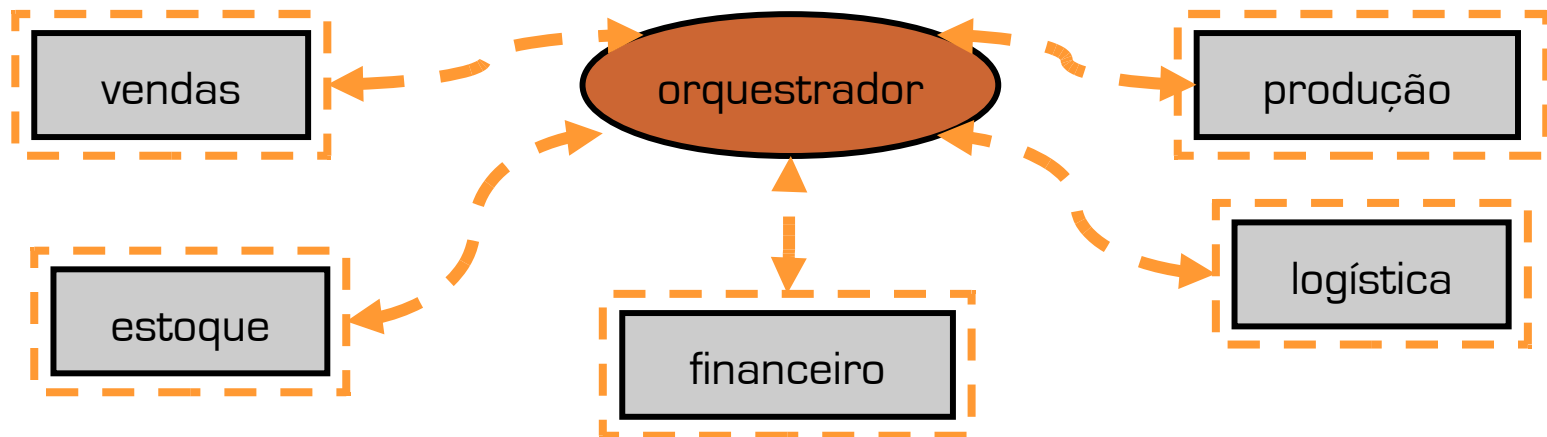 vendas
orquestrador
produção
estoque
financeiro
logística